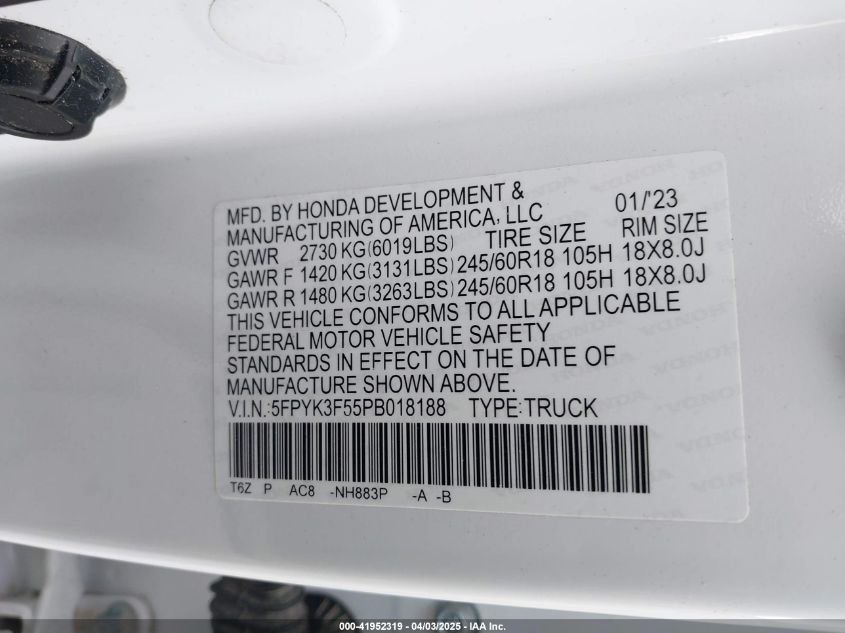 MFD. BY HONDA DEVELOPMENT & 01/'23
MANUFACTURING OF AMERICA, LLC
GVWR 2730 KG(6019LBS) TIRE SIZE RIM SIZE
GAWR F 1420 KG(3131LBS) 245/60R18 105H 18X8.0J
GAWR R 1480 KG(3263LBS) 245/60R18 105H 18X8.0J
THIS VEHICLE CONFORMS TO ALL APPLICABLE
FEDERAL MOTOR VEHICLE SAFETY
STANDARDS IN EFFECT ON THE DATE OF
MANUFACTURE SHOWN ABOVE.
V.I.N.:5FPYK3F55PB018188 TYPE:TRUCK
T6Z P AC8 -NH883P -A -B
000-41952319 - 04/03/2025 - IAA Inc.